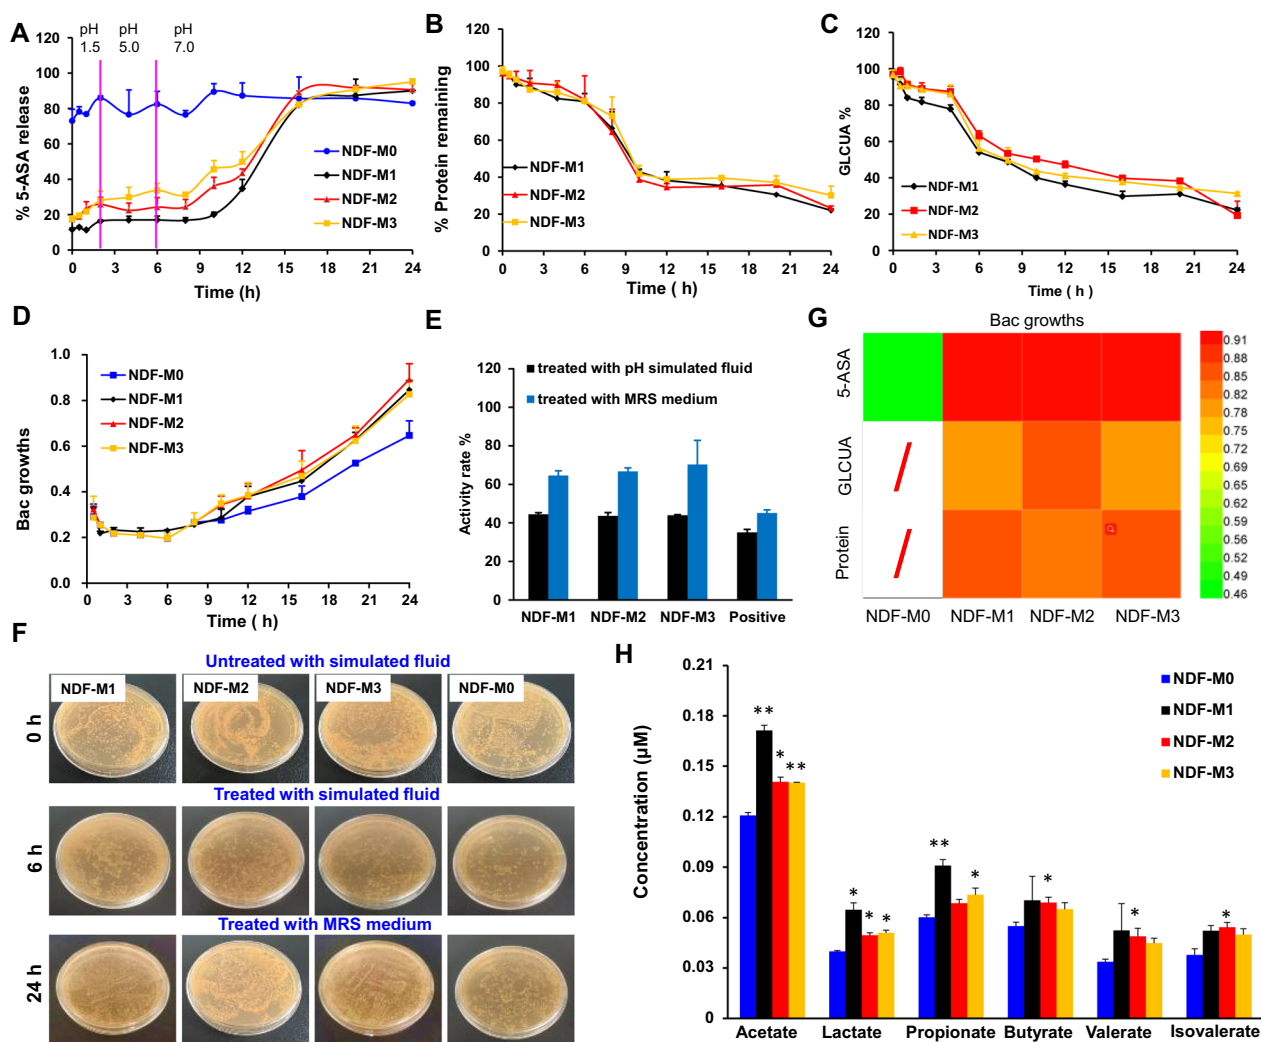 A
pH
1.5
pH
5.0
pH
7.0
% 5-ASA release
120
100
80
60
40
20
0
0 3 6 9 12 15 18 21 24
Time (h)
NDF-M0
NDF-M1
NDF-M2
NDF-M3
B
% Protein remaining
120
100
80
60
40
20
0
0 3 6 9 12 15 18 21 24
Time ( h)
NDF-M1
NDF-M2
NDF-M3
C
GLCUA %
120
100
80
60
40
20
0
0 3 6 9 12 15 18 21 24
Time ( h )
NDF-M1
NDF-M2
NDF-M3
D
Bac growths
1.0
0.8
0.6
0.4
0.2
0.0
0 4 8 12 16 20 24
Time ( h)
NDF-M0
NDF-M1
NDF-M2
NDF-M3
E
Activity rate %
120
100
80
60
40
20
0
treated with pH simulated fluid
treated with MRS medium
NDF-M1 NDF-M2 NDF-M3 Positive
G
Bac growths
5-ASA
GLCUA
Protein
NDF-M0 NDF-M1 NDF-M2 NDF-M3
0.91
0.88
0.85
0.82
0.78
0.75
0.72
0.69
0.66
0.62
0.59
0.56
0.52
0.49
0.46
F
Untreated with simulated fluid
NDF-M1 NDF-M2 NDF-M3 NDF-M0
0 h
Treated with simulated fluid
6 h
Treated with MRS medium
24 h
H
Concentration (µM)
0.21
0.18
0.15
0.12
0.09
0.06
0.03
0
NDF-M0
NDF-M1
NDF-M2
NDF-M3
** * **
* * *
** *
*
*
*
Acetate Lactate Propionate Butyrate Valerate Isovalerate